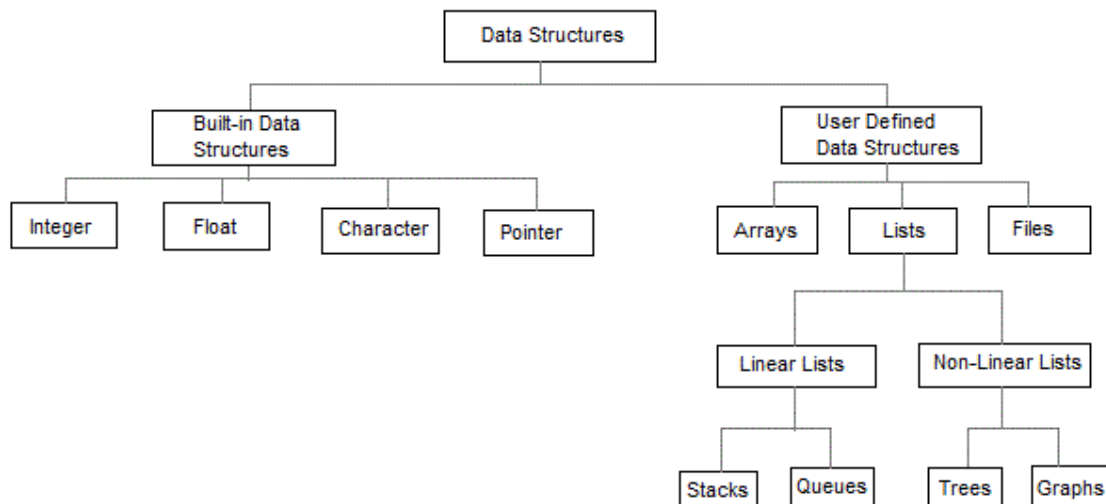 Data Structures
Built-in Data
Structures
User Defined
Data Structures
Integer
Float
Character
Pointer
Arrays
Lists
Files
Linear Lists
Non-Linear Lists
Stacks
Queues
Trees
Graphs